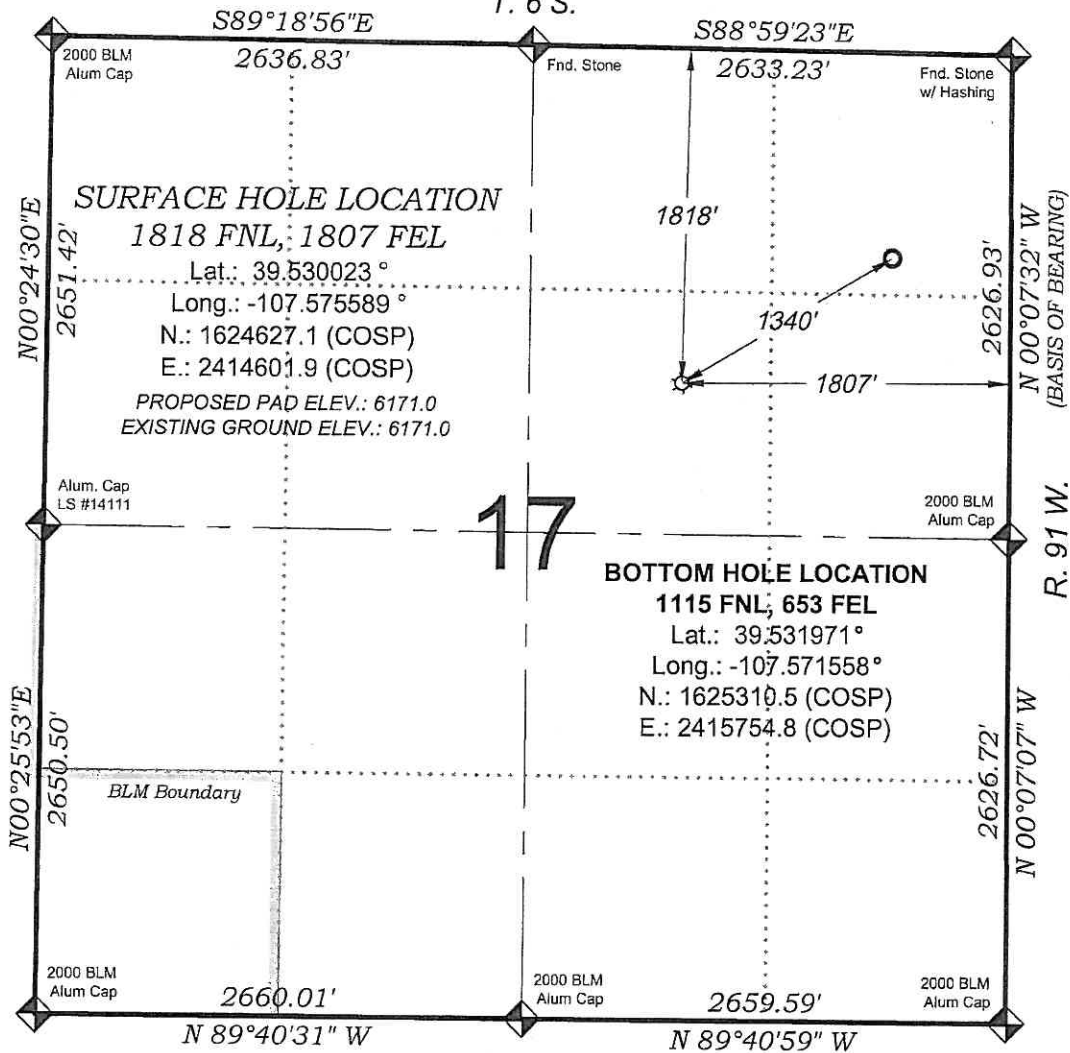 T. 6 S.
S89°18'56"E
S88°59'23"E
2636.83'
2633.23'
2000 BLM
Alum Cap
Fnd. Stone
Fnd. Stone
w/ Hashing
N00°24'30"E
2651.42'
SURFACE HOLE LOCATION
1818 FNL, 1807 FEL
Lat.: 39.530023 °
Long.: -107.575589 °
N.: 1624627.1 (COSP)
E.: 2414601.9 (COSP)
PROPOSED PAD ELEV.: 6171.0
EXISTING GROUND ELEV.: 6171.0
1818'
1340'
1807'
2626.93'
N 00°07'32" W
(BASIS OF BEARING)
Alum. Cap
LS #14111
17
2000 BLM
Alum Cap
R. 91 W.
BOTTOM HOLE LOCATION
1115 FNL, 653 FEL
Lat.: 39.531971°
Long.: -107.571558°
N.: 1625310.5 (COSP)
E.: 2415754.8 (COSP)
N00°25'53"E
2650.50'
BLM Boundary
2626.72'
N 00°07'07" W
2000 BLM
Alum Cap
2660.01'
2000 BLM
Alum Cap
2659.59'
2000 BLM
Alum Cap
N 89°40'31" W
N 89°40'59" W